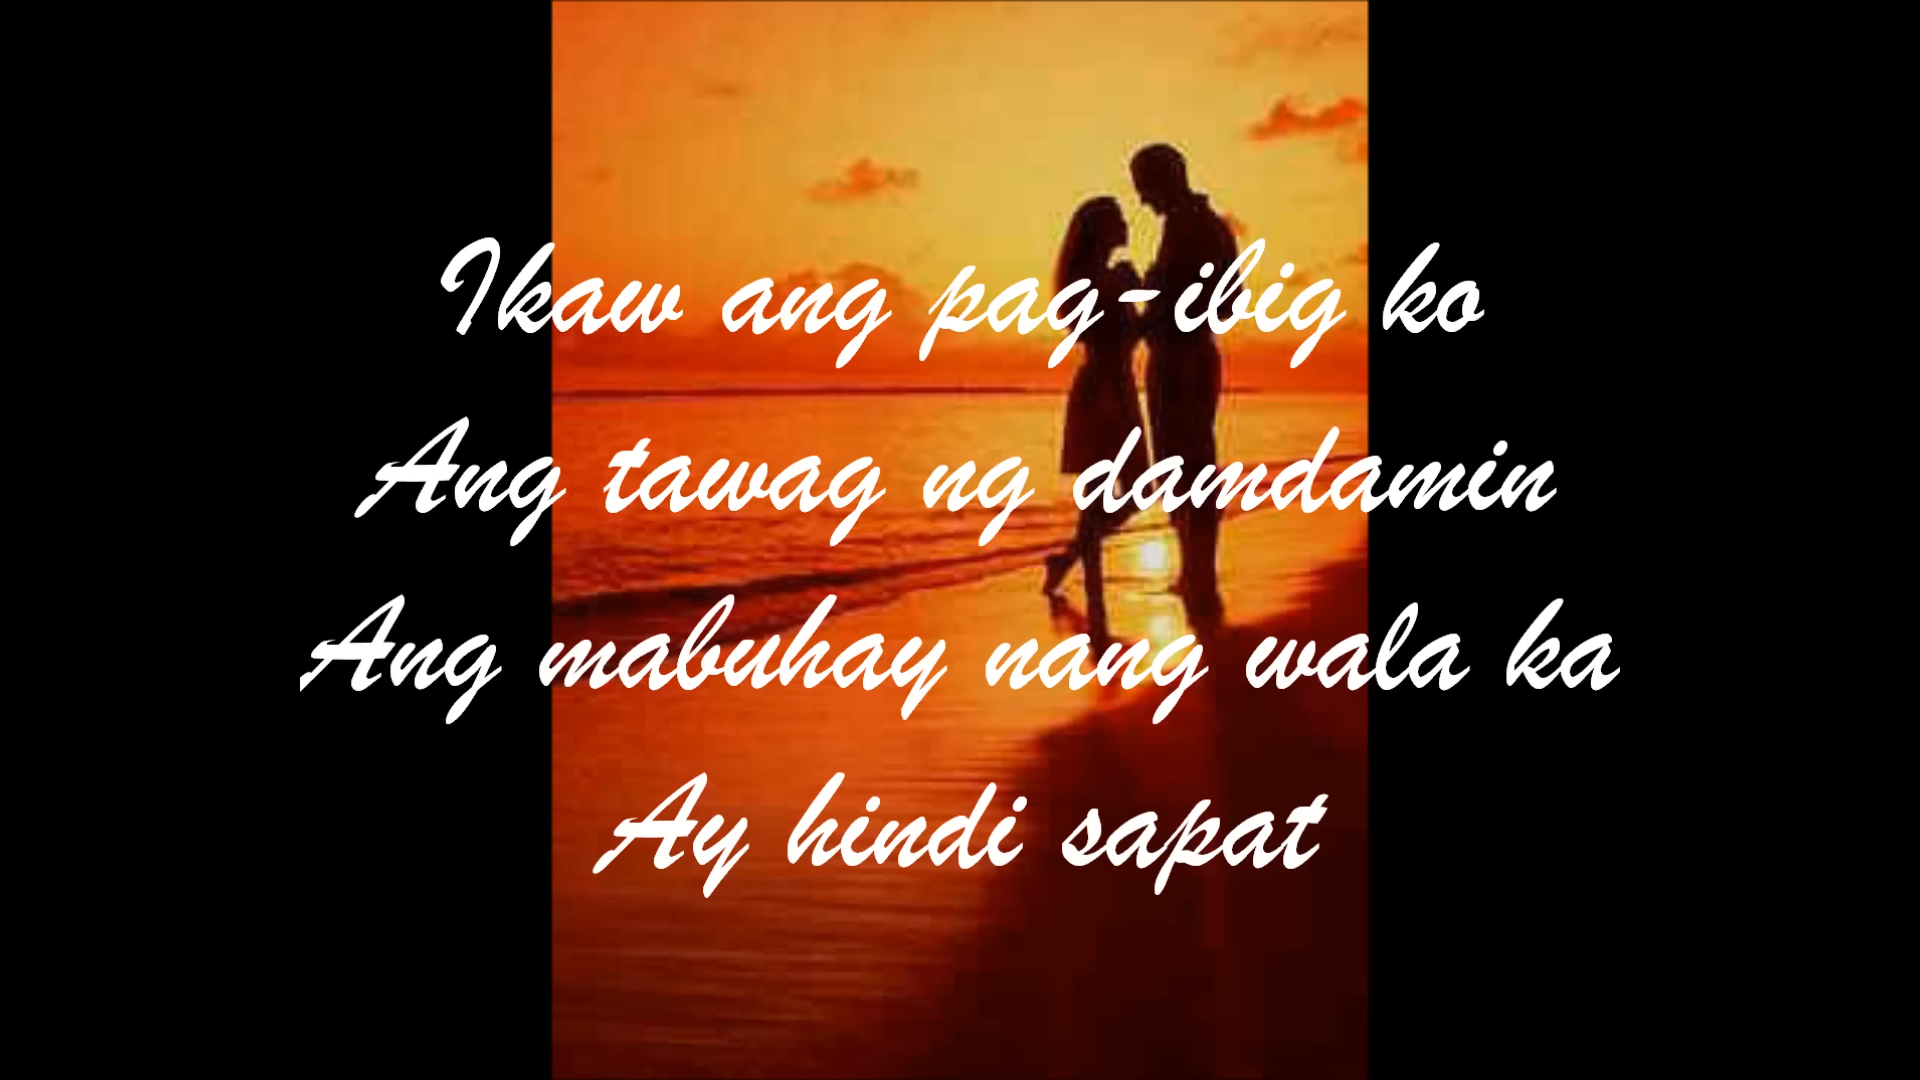 Ikaw ang pag-ibig ko
Ang tawag ng damdamin
Ang mabuhay nang wala ka
Ay hindi sapat